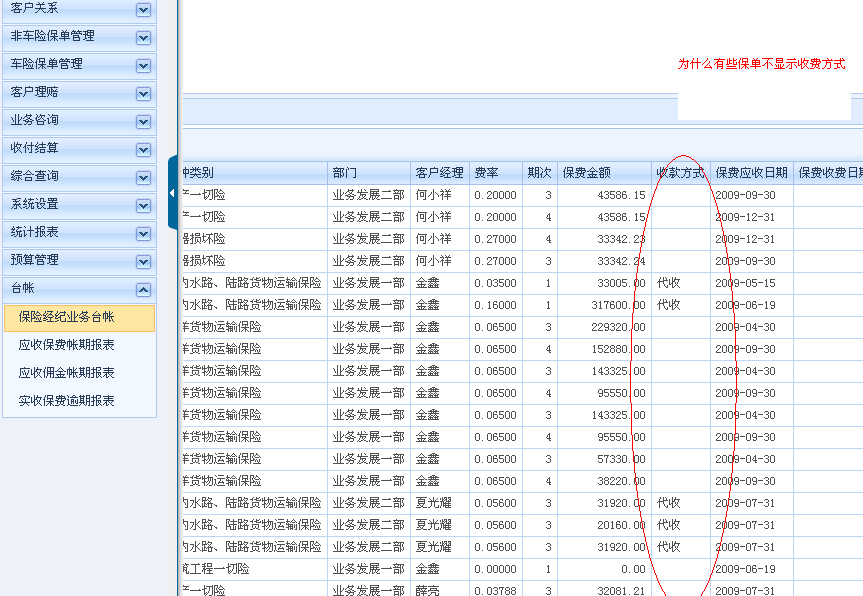 客户关系
非车险保单管理
车险保单管理
客户理赔
业务咨询
收付结算
综合查询
系统设置
统计报表
预算管理
台帐
保险经纪业务台帐
应收保费帐期报表
应收佣金帐期报表
实收保费逾期报表
为什么有些保单不显示收费方式
类别 部门 客户经理 费率 期次 保费金额 收款方式 保费应收日期 保费收费日
一切险 业务发展二部 何小祥 0.20000 3 43586.15 2009-09-30
一切险 业务发展二部 何小祥 0.20000 4 43586.15 2009-12-31
损坏险 业务发展二部 何小祥 0.27000 4 33342.23 2009-12-31
损坏险 业务发展二部 何小祥 0.27000 3 33342.24 2009-09-30
水路、陆路货物运输保险 业务发展一部 金鑫 0.03500 1 33005.00 代收 2009-05-15
水路、陆路货物运输保险 业务发展一部 金鑫 0.16000 1 317600.00 代收 2009-06-19
货物运输保险 业务发展一部 金鑫 0.06500 3 229320.00 2009-04-30
货物运输保险 业务发展一部 金鑫 0.06500 4 152880.00 2009-09-30
货物运输保险 业务发展一部 金鑫 0.06500 3 143325.00 2009-04-30
货物运输保险 业务发展一部 金鑫 0.06500 4 95550.00 2009-09-30
货物运输保险 业务发展一部 金鑫 0.06500 3 143325.00 2009-04-30
货物运输保险 业务发展一部 金鑫 0.06500 4 95550.00 2009-09-30
货物运输保险 业务发展一部 金鑫 0.06500 3 57330.00 2009-04-30
货物运输保险 业务发展一部 金鑫 0.06500 4 38220.00 2009-09-30
水路、陆路货物运输保险 业务发展二部 夏光耀 0.05600 3 31920.00 代收 2009-07-31
水路、陆路货物运输保险 业务发展二部 夏光耀 0.05600 3 20160.00 代收 2009-07-31
水路、陆路货物运输保险 业务发展二部 夏光耀 0.05600 3 31920.00 代收 2009-07-31
工程一切险 业务发展一部 金鑫 0.00000 1 0.00 2009-06-19
一切险 业务发展一部 薛亮 0.03788 3 32081.21 2009-07-31